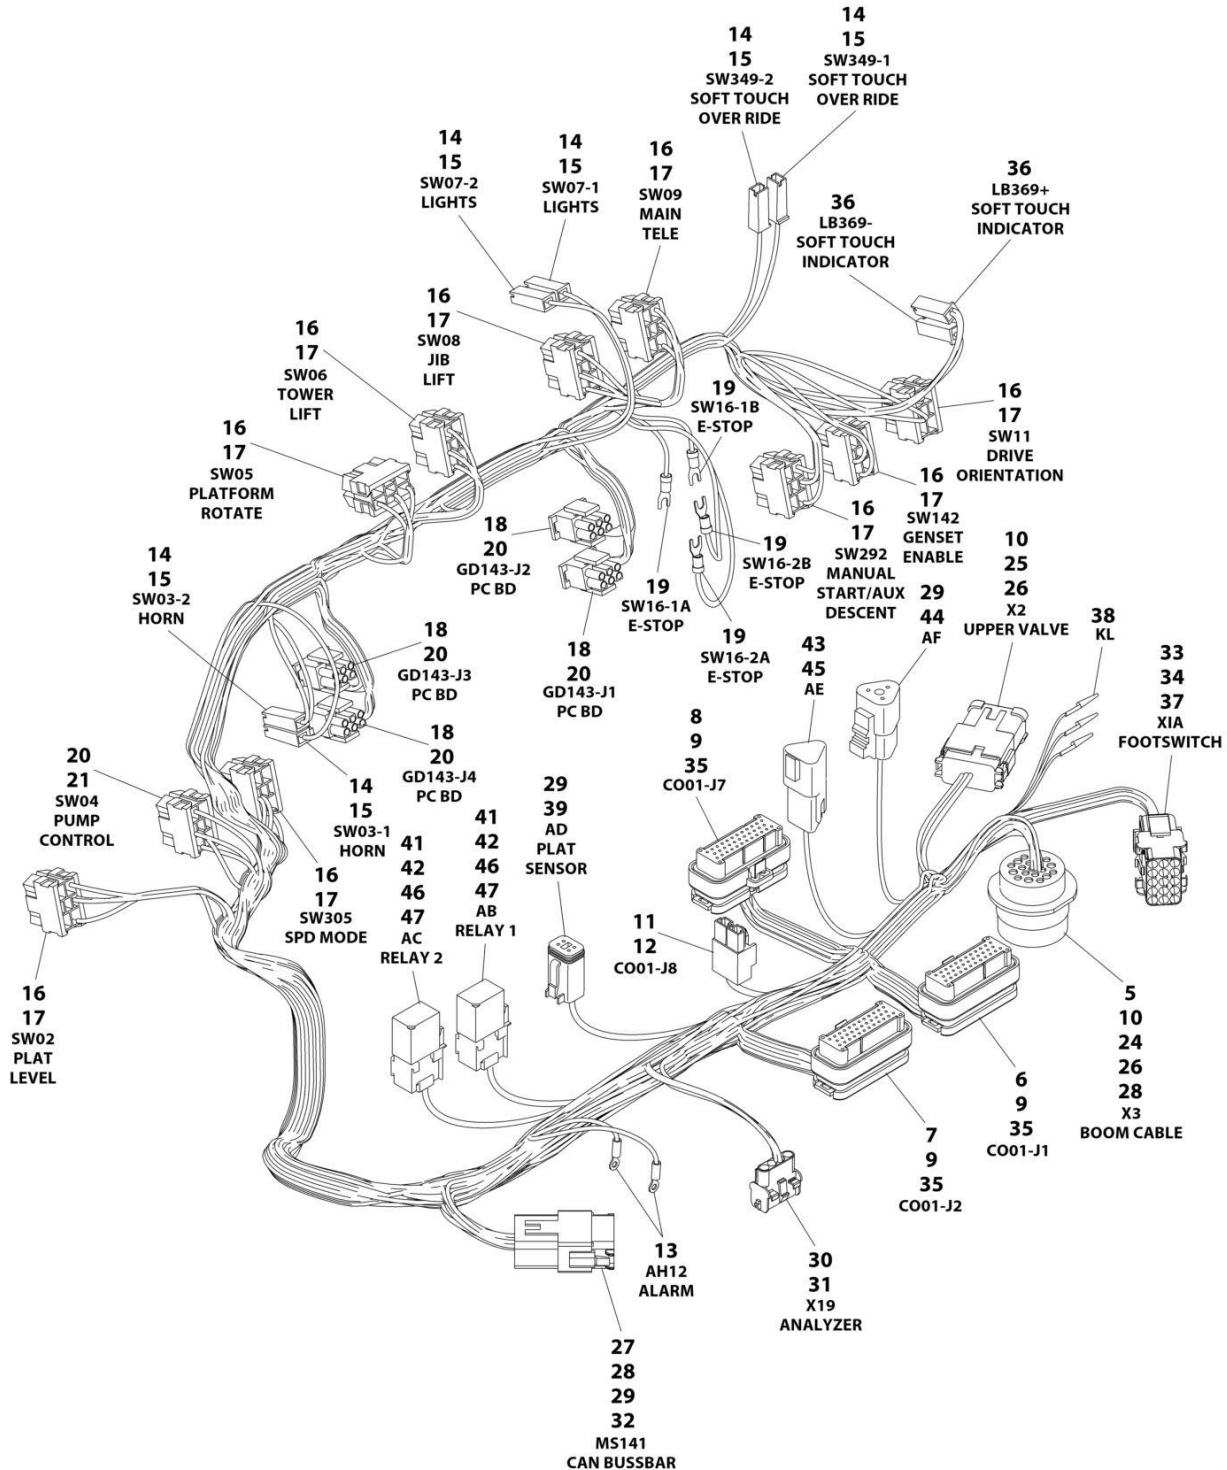 14
15
SW349-1
SOFT TOUCH
OVER RIDE
14
15
SW349-2
SOFT TOUCH
OVER RIDE
14
15
SW07-2
LIGHTS
14
15
SW07-1
LIGHTS
16
17
SW09
MAIN
TELE
36
LB369-
SOFT TOUCH
INDICATOR
36
LB369+
SOFT TOUCH
INDICATOR
16
17
SW08
JIB
LIFT
16
17
SW06
TOWER
LIFT
16
17
SW05
PLATFORM
ROTATE
19
SW16-1B
E-STOP
16
17
SW11
DRIVE
ORIENTATION
16
17
SW142
GENSET
ENABLE
16
17
SW292
MANUAL
START/AUX
DESCENT
18
20
GD143-J2
PC BD
19
SW16-2B
E-STOP
19
SW16-1A
E-STOP
19
SW16-2A
E-STOP
14
15
SW03-2
HORN
18
20
GD143-J3
PC BD
18
20
GD143-J1
PC BD
18
20
GD143-J4
PC BD
14
15
SW03-1
HORN
10
25
26
X2
UPPER VALVE
29
44
AF
43
45
AE
38
KL
33
34
37
XIA
FOOTSWITCH
8
9
35
CO01-J7
20
21
SW04
PUMP
CONTROL
29
39
AD
PLAT
SENSOR
41
42
46
47
AB
RELAY 1
41
42
46
47
AC
RELAY 2
16
17
SW305
SPD MODE
11
12
CO01-J8
16
17
SW02
PLAT
LEVEL
5
10
24
26
28
X3
BOOM CABLE
6
9
35
CO01-J1
7
9
35
CO01-J2
13
AH12
ALARM
30
31
X19
ANALYZER
27
28
29
32
MS141
CAN BUSSBAR